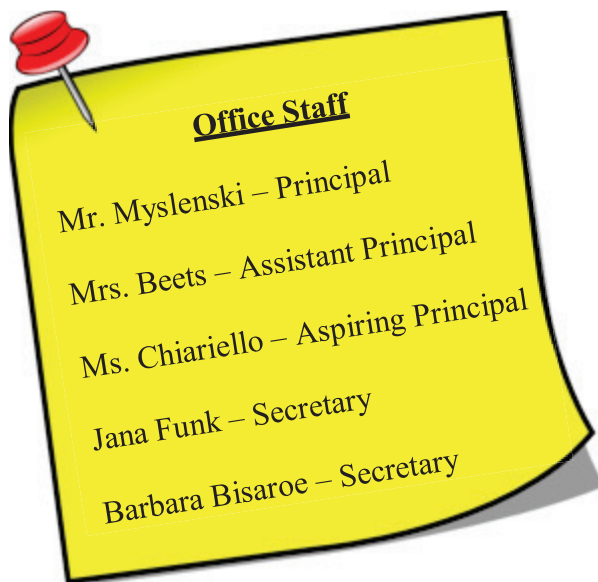 Office Staff
Mr. Myslenski – Principal
Mrs. Beets – Assistant Principal
Ms. Chiariello – Aspiring Principal
Jana Funk – Secretary
Barbara Bisaroe – Secretary